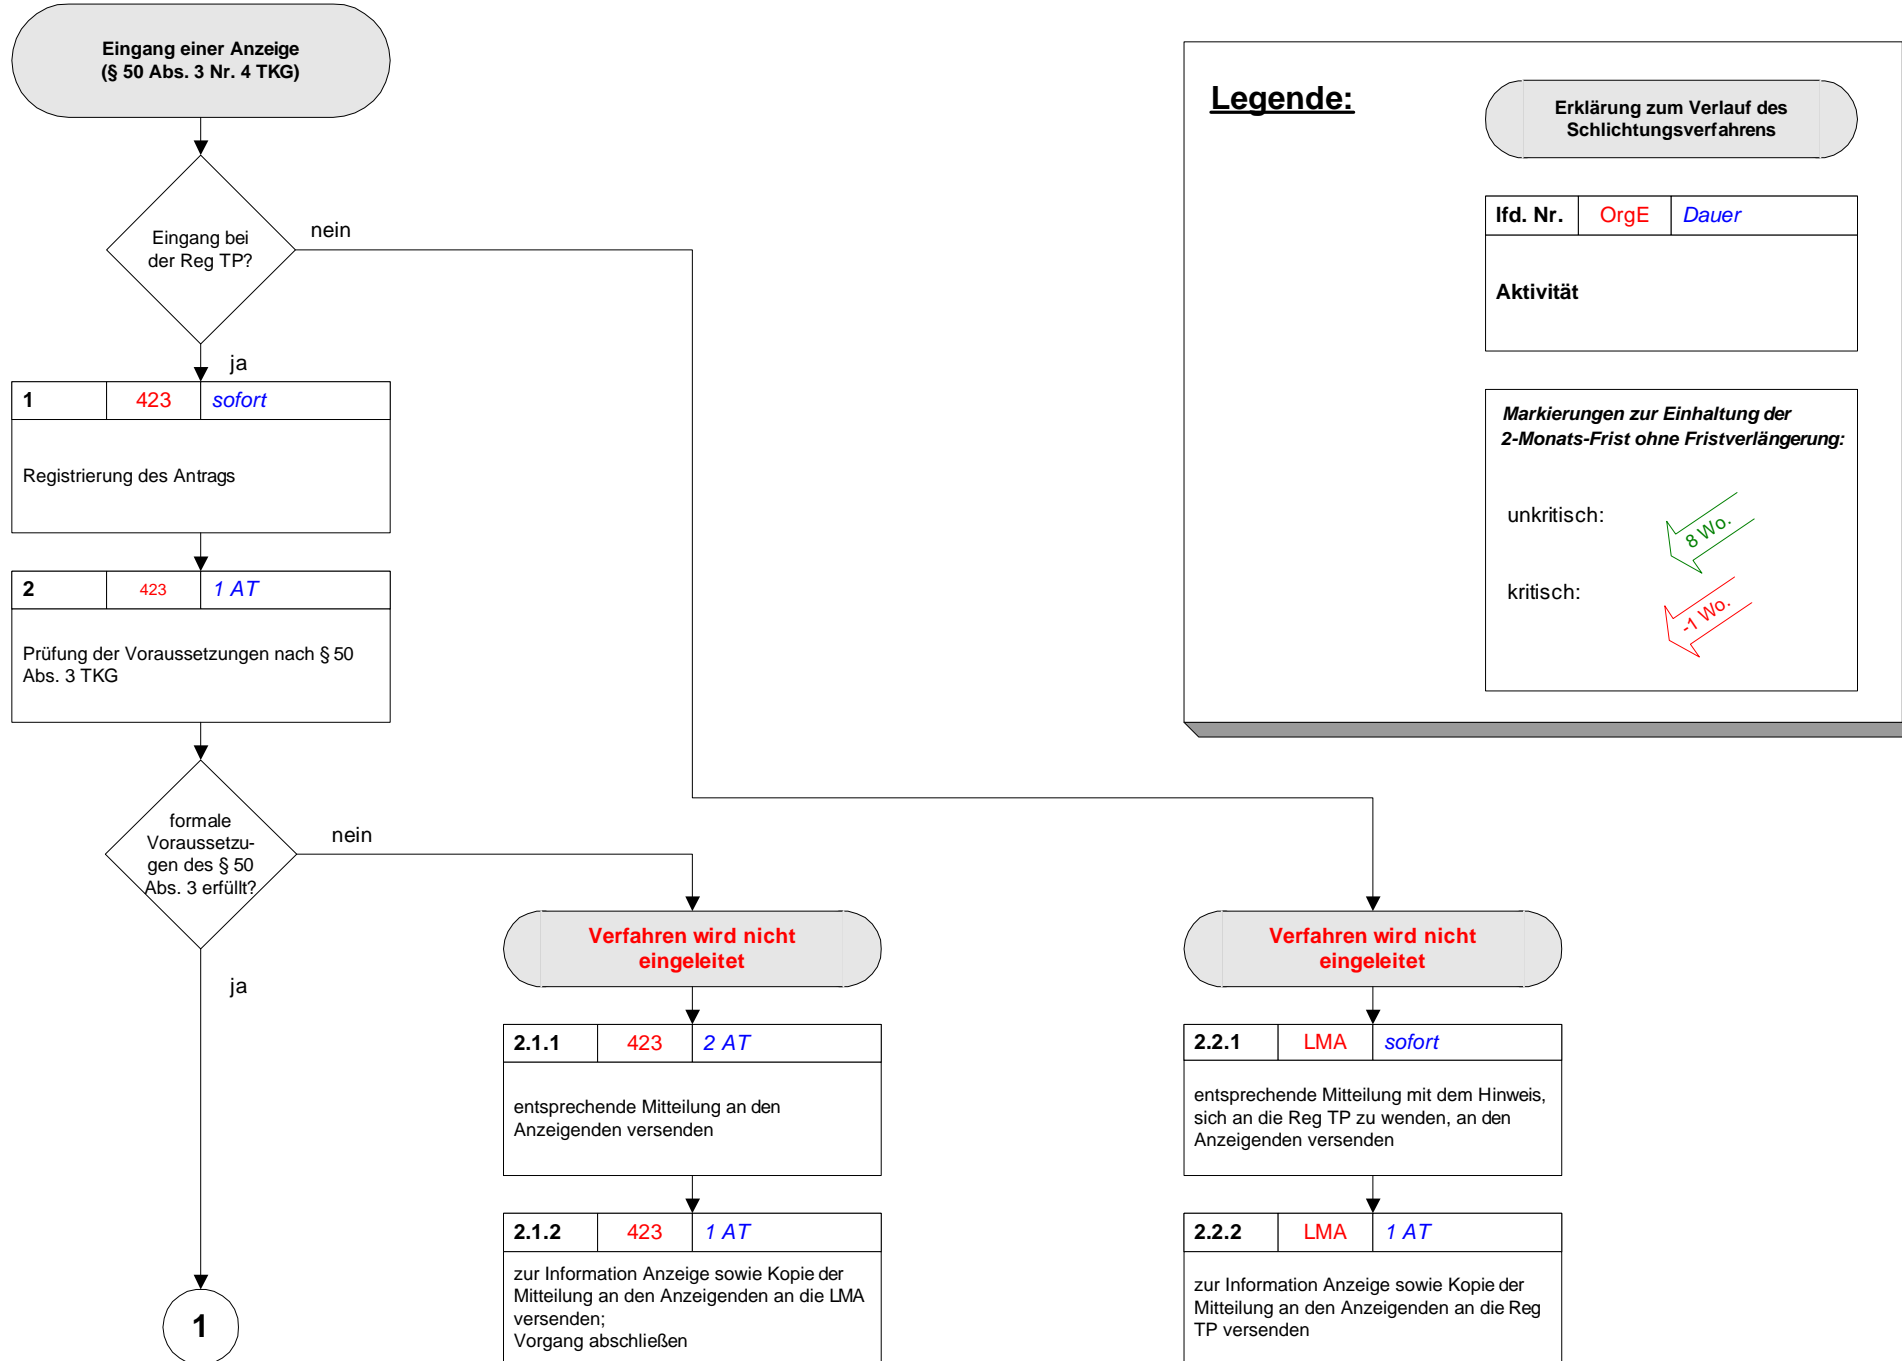 Eingang einer Anzeige
(§ 50 Abs. 3 Nr. 4 TKG)
Eingang bei
der Reg TP?
nein
ja
1
423
sofort
Registrierung des Antrags
2
423
1 AT
Prüfung der Voraussetzungen nach § 50
Abs. 3 TKG
formale
Voraussetzu-
gen des § 50
Abs. 3 erfüllt?
nein
ja
1
Verfahren wird nicht
eingeleitet
2.1.1
423
2 AT
entsprechende Mitteilung an den
Anzeigenden versenden
2.1.2
423
1 AT
zur Information Anzeige sowie Kopie der
Mitteilung an den Anzeigenden an die LMA
versenden;
Vorgang abschließen
Verfahren wird nicht
eingeleitet
2.2.1
LMA
sofort
entsprechende Mitteilung mit dem Hinweis,
sich an die Reg TP zu wenden, an den
Anzeigenden versenden
2.2.2
LMA
1 AT
zur Information Anzeige sowie Kopie der
Mitteilung an den Anzeigenden an die Reg
TP versenden
Legende:
Erklärung zum Verlauf des
Schlichtungsverfahrens
lfd. Nr.
OrgE
Dauer
Aktivität
Markierungen zur Einhaltung der
2-Monats-Frist ohne Fristverlängerung:
unkritisch:
8 Wo.
kritisch:
-1 Wo.